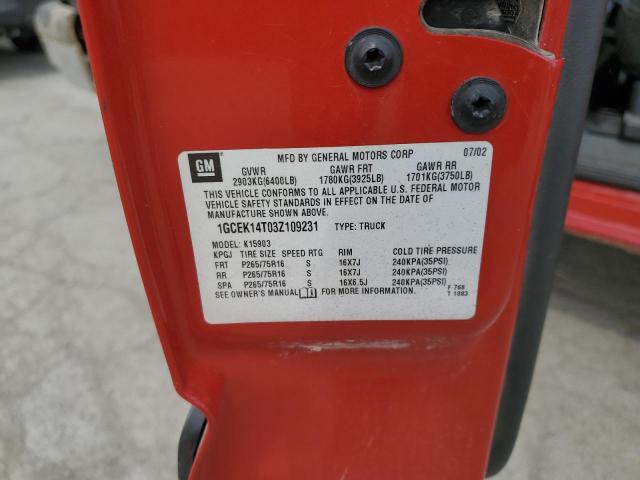 GM
MFD BY GENERAL MOTORS CORP 07/02
GVWR GAWR FRT GAWR RR
2903KG(6400LB) 1780KG(3925LB) 1701KG(3750LB)
THIS VEHICLE CONFORMS TO ALL APPLICABLE U.S. FEDERAL MOTOR
VEHICLE SAFETY STANDARDS IN EFFECT ON THE DATE OF
MANUFACTURE SHOWN ABOVE.
1GCEK14T03Z109231 TYPE: TRUCK
MODEL: K15903
KPGJ TIRE SIZE SPEED RTG RIM COLD TIRE PRESSURE
FRT P265/75R16 S 16X7J 240KPA(35PSI)
RR P265/75R16 S 16X7J 240KPA(35PSI)
SPA P265/75R16 S 16X6.5J 240KPA(35PSI)
SEE OWNER'S MANUAL FOR MORE INFORMATION.
F 768
T 1883